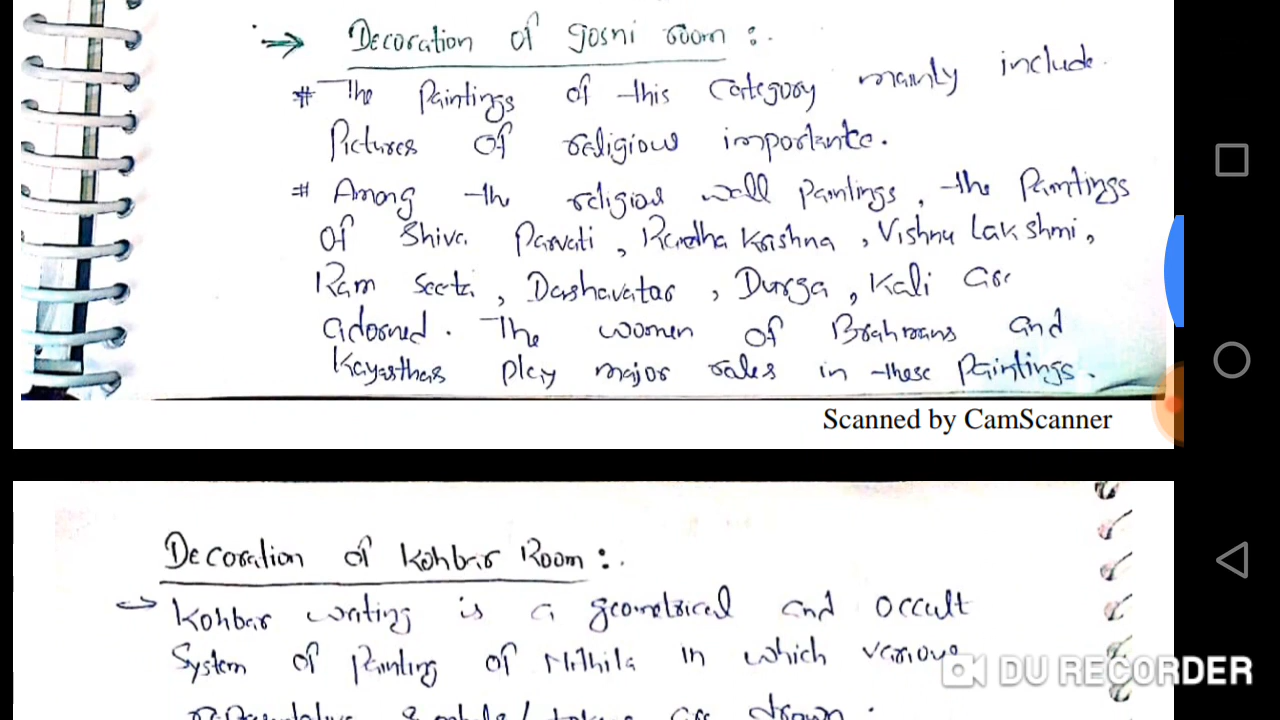 → Decoration of gosni room :.
# The Paintings of this Category mainly include.
Pictures of religious importante.
# Among the religious wall Paintings, the Paintings
of Shiva Parvati, Radha Krishna, Vishnu Lakshmi,
Ram Seeta, Dashavatar, Durga, Kali are
adorned. The women of Brahmans and
Kayasthas play major roles in these Paintings.
Scanned by CamScanner
Decoration of Kohbar Room :.
→ Kohbar writing is a geometrical and occult
System of Painting of Mithila in which various
are drown.
DU RECORDER